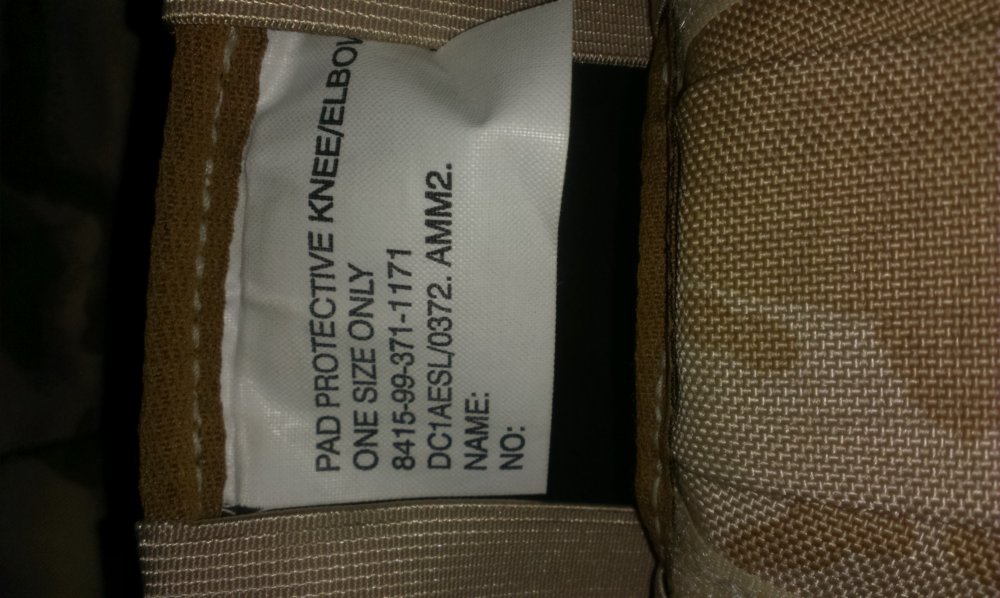 PAD PROTECTIVE KNEE/ELBOW
ONE SIZE ONLY
8415-99-371-1171
DC1AESL/0372. AMM2.
NAME:
NO: